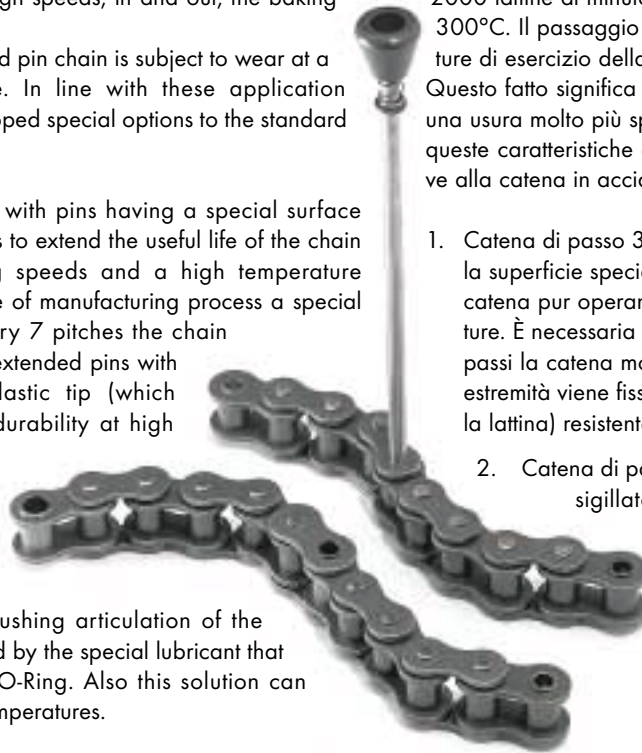 gh speeds, in and out, the baking
d pin chain is subject to wear at a
e. In line with these application
oped special options to the standard
with pins having a special surface
s to extend the useful life of the chain
g speeds and a high temperature
e of manufacturing process a special
ry 7 pitches the chain
extended pins with
lastic tip (which
durability at high
ushing articulation of the
d by the special lubricant that
O-Ring. Also this solution can
mperatures.
2000 lattine al minuto
300°C. Il passaggio
ture di esercizio della
Questo fatto significa
una usura molto più sp
queste caratteristiche
ve alla catena in accia
1. Catena di passo 3
la superficie specia
catena pur operan
ture. È necessaria
passi la catena mo
estremità viene fiss
la lattina) resistent
2. Catena di pa
sigillate